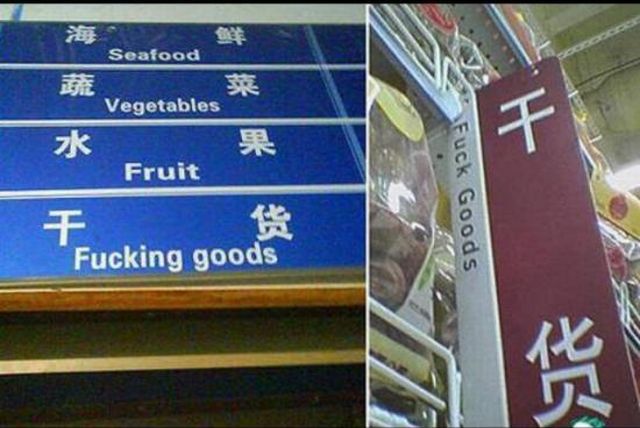 海鲜
Seafood
蔬菜
Vegetables
水果
Fruit
干货
Fucking goods
干货
Fuck Goods